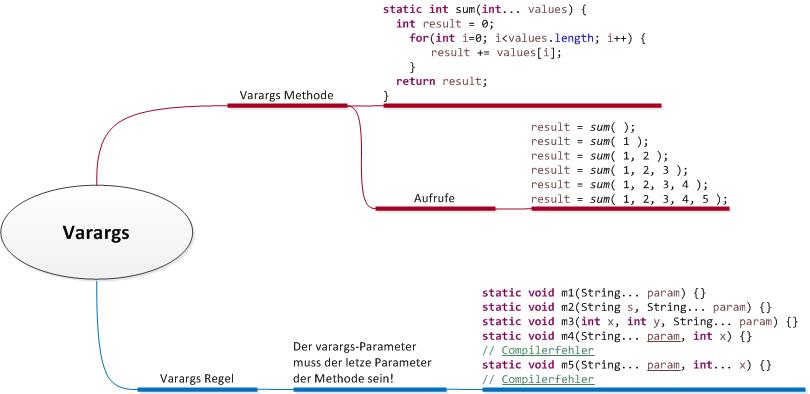 static int sum(int... values) {
int result = 0;
for(int i=0; i<values.length; i++) {
result += values[i];
}
return result;
}
Varargs Methode
result = sum( );
result = sum( 1 );
result = sum( 1, 2 );
result = sum( 1, 2, 3 );
result = sum( 1, 2, 3, 4 );
result = sum( 1, 2, 3, 4, 5 );
Aufrufe
Varargs
static void m1(String... param) {}
static void m2(String s, String... param) {}
static void m3(int x, int y, String... param) {}
static void m4(String... param, int x) {}
// Compilerfehler
static void m5(String... param, int... x) {}
// Compilerfehler
Der varargs-Parameter
muss der letze Parameter
der Methode sein!
Varargs Regel